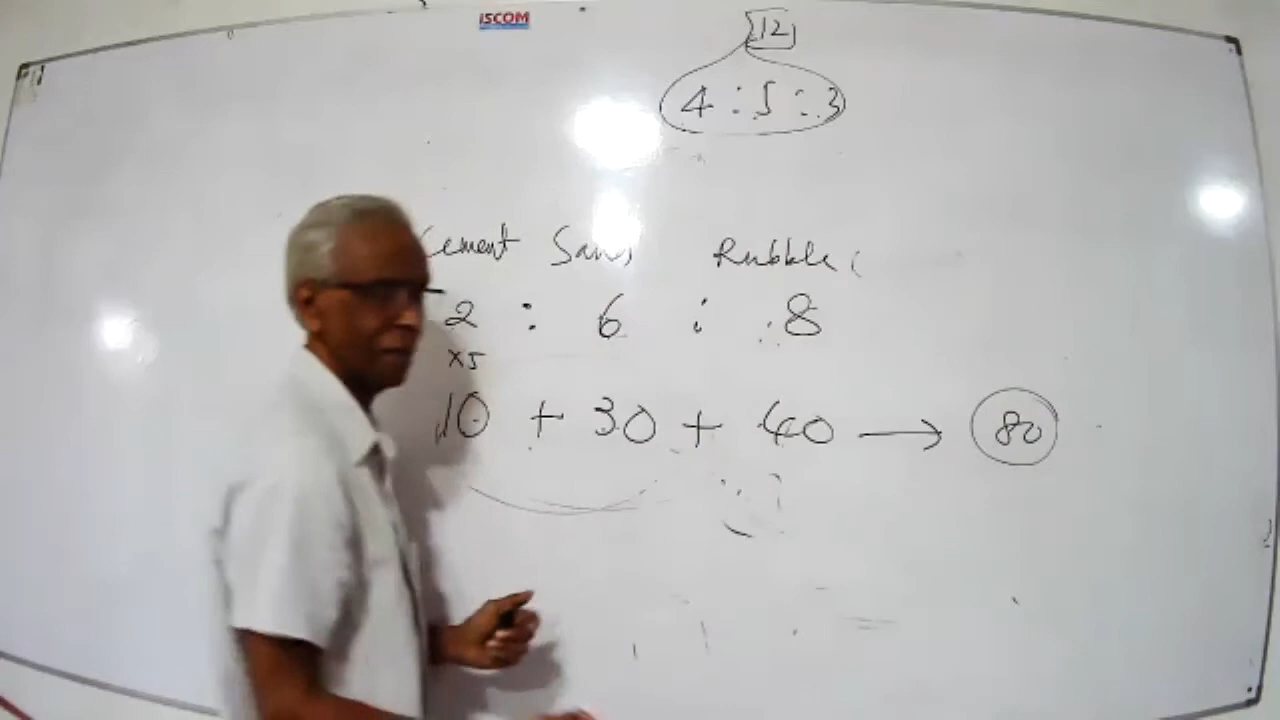 iSCOM
12
4 : 5 : 3
Cement Sand Rubble
2 : 6 : 8
x5
10 + 30 + 40 → 80